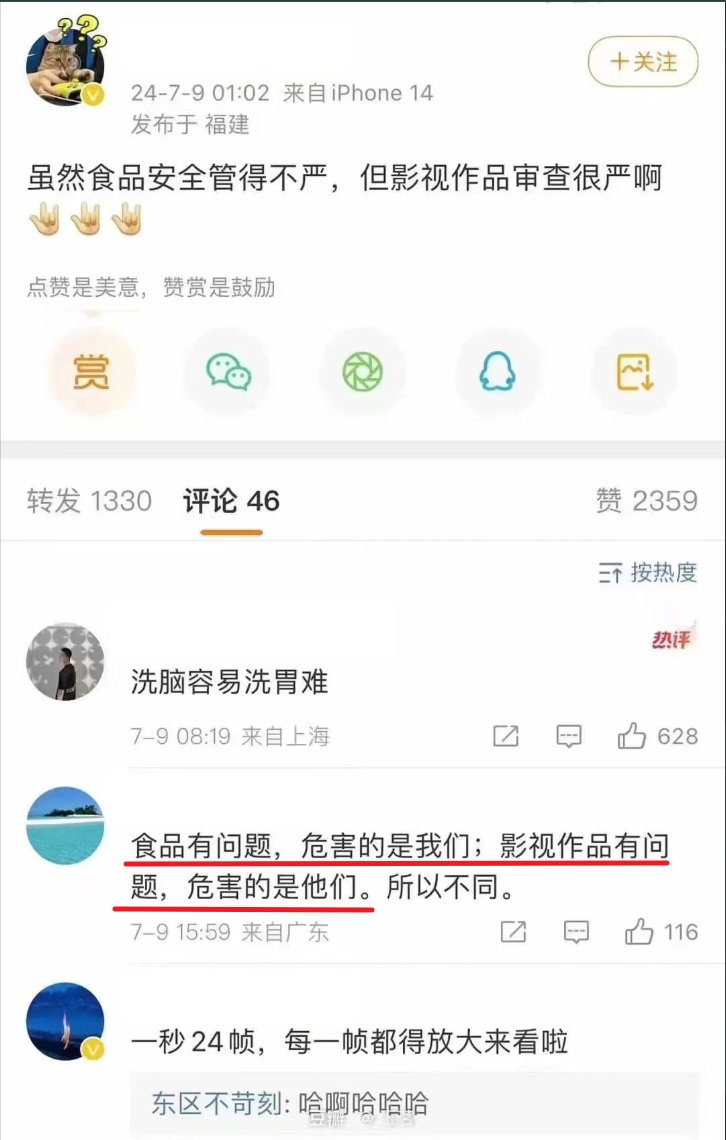 ???
+关注
24-7-9 01:02 来自iPhone 14
发布于 福建
虽然食品安全管得不严，但影视作品审查很严啊
🤟🤟🤟
点赞是美意，赞赏是鼓励
赏
转发 1330 评论 46 赞 2359
按热度
热评
洗脑容易洗胃难
7-9 08:19 来自上海 628
食品有问题，危害的是我们；影视作品有问
题，危害的是他们。所以不同。
7-9 15:59 来自广东 116
一秒24帧，每一帧都得放大来看啦
东区不苛刻: 哈啊哈哈哈
豆瓣